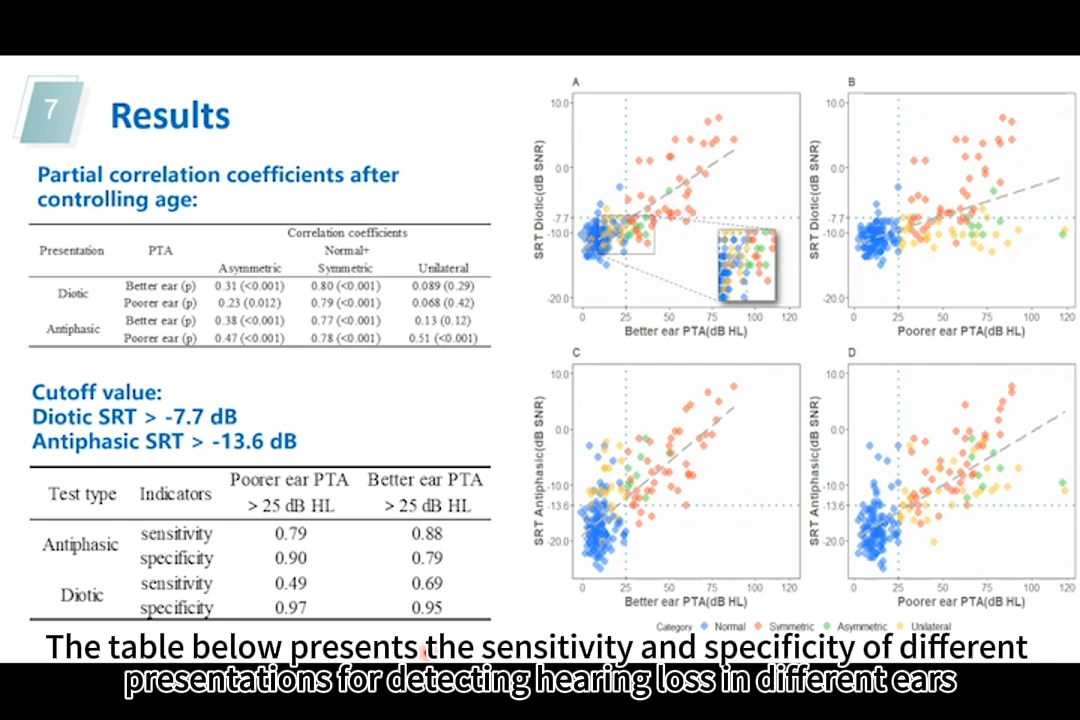 7
Results
Partial correlation coefficients after
controlling age:
Correlation coefficients
Presentation PTA Normal+
Asymmetric Symmetric Unilateral
Diotic Better ear (p) 0.31 (<0.001) 0.80 (<0.001) 0.089 (0.29)
Poorer ear (p) 0.23 (0.012) 0.79 (<0.001) 0.068 (0.42)
Antiphasic Better ear (p) 0.38 (<0.001) 0.77 (<0.001) 0.13 (0.12)
Poorer ear (p) 0.47 (<0.001) 0.78 (<0.001) 0.51 (<0.001)
Cutoff value:
Diotic SRT > -7.7 dB
Antiphasic SRT > -13.6 dB
Test type Indicators Poorer ear PTA Better ear PTA
> 25 dB HL > 25 dB HL
Antiphasic sensitivity 0.79 0.88
specificity 0.90 0.79
Diotic sensitivity 0.49 0.69
specificity 0.97 0.95
A
SRT Diotic(dB SNR)
10.0
0.0
-7.7
-10.0
-20.0
0 25 50 75 100 120
Better ear PTA(dB HL)
B
SRT Diotic(dB SNR)
10.0
0.0
-7.7
-10.0
-20.0
0 25 50 75 100 120
Poorer ear PTA(dB HL)
C
SRT Antiphasic(dB SNR)
10.0
0.0
-10.0
-13.6
-20.0
0 25 50 75 100 120
Better ear PTA(dB HL)
D
SRT Antiphasic(dB SNR)
10.0
0.0
-10.0
-13.6
-20.0
0 25 50 75 100 120
Poorer ear PTA(dB HL)
Category Normal Symmetric Asymmetric Unilateral
The table below presents the sensitivity and specificity of different
presentations for detecting hearing loss in different ears